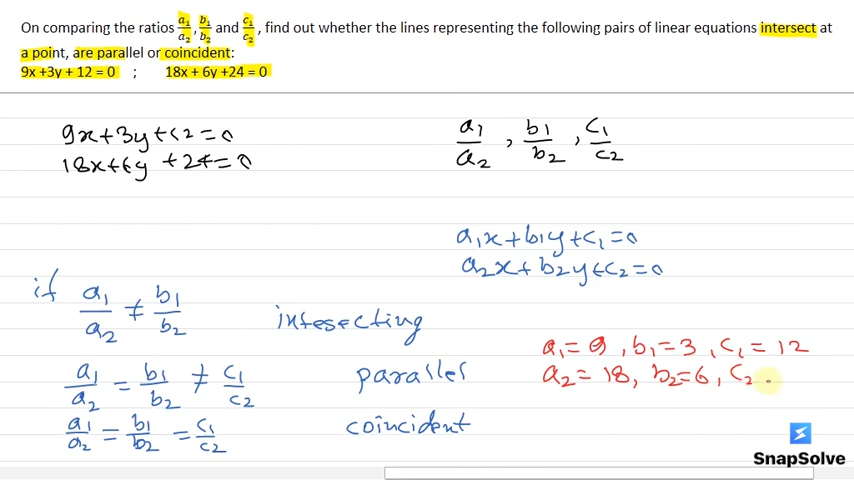 On comparing the ratios a₁/a₂, b₁/b₂ and c₁/c₂, find out whether the lines representing the following pairs of linear equations intersect at
a point, are parallel or coincident:
9x +3y + 12 = 0 ; 18x + 6y +24 = 0
9x+3y+c2=0
18x+6y +24=0
a1/a2, b1/b2, c1/c2
a1x+b1y+c1=0
a2x+b2y+c2=0
if a1/a2 ≠ b1/b2 intesecting
a1/a2 = b1/b2 ≠ c1/c2 parallel
a1/a2 = b1/b2 = c1/c2 coincident
a1=9, b1=3, c1=12
a2=18, b2=6, c2
SnapSolve